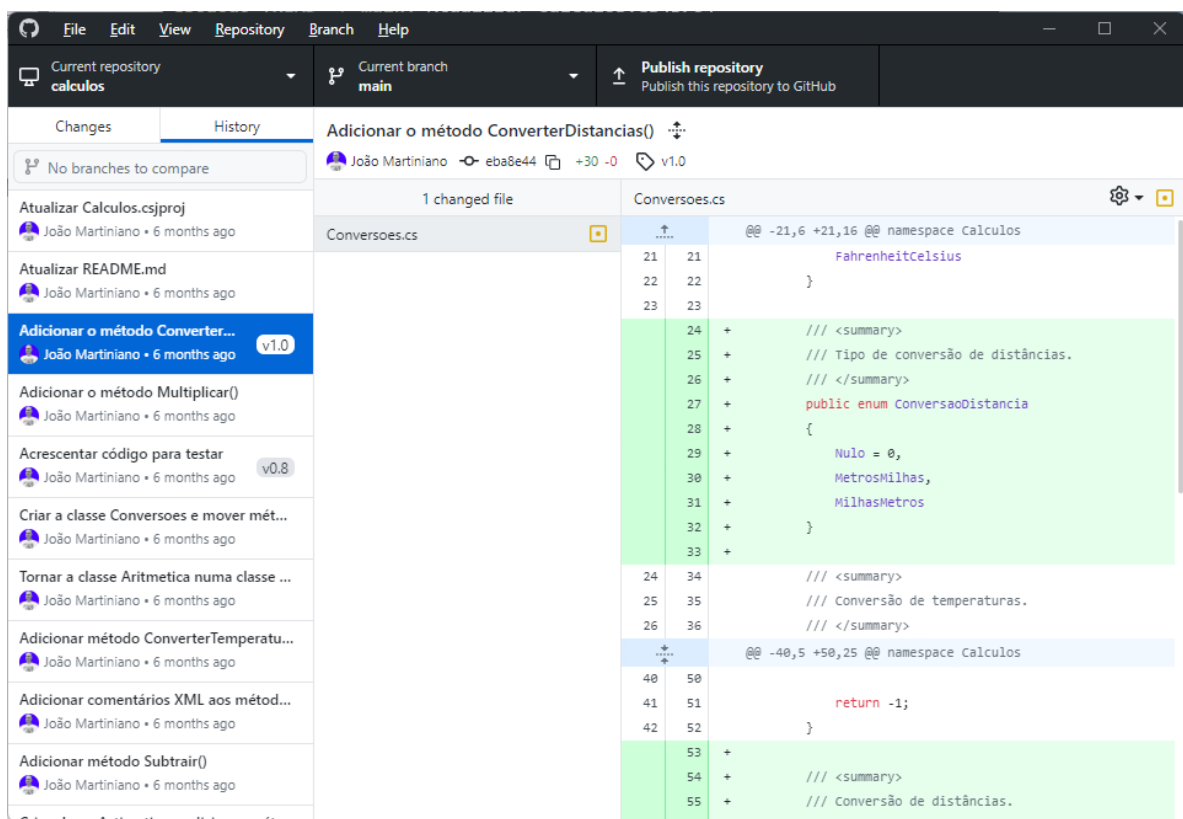 File Edit View Repository Branch Help
Current repository
calculos
Current branch
main
Publish repository
Publish this repository to GitHub
Changes History
No branches to compare
Atualizar Calculos.csjproj
João Martiniano • 6 months ago
Atualizar README.md
João Martiniano • 6 months ago
Adicionar o método Converter...
João Martiniano • 6 months ago
v1.0
Adicionar o método Multiplicar()
João Martiniano • 6 months ago
Acrescentar código para testar
João Martiniano • 6 months ago
v0.8
Criar a classe Conversoes e mover mét...
João Martiniano • 6 months ago
Tornar a classe Aritmetica numa classe ...
João Martiniano • 6 months ago
Adicionar método ConverterTemperatu...
João Martiniano • 6 months ago
Adicionar comentários XML aos métod...
João Martiniano • 6 months ago
Adicionar método Subtrair()
João Martiniano • 6 months ago
Adicionar o método ConverterDistancias()
João Martiniano eba8e44 +30 -0 v1.0
1 changed file
Conversoes.cs
Conversoes.cs
@@ -21,6 +21,16 @@ namespace Calculos
21 21 FahrenheitCelsius
22 22 }
23 23
24 + /// <summary>
25 + /// Tipo de conversão de distâncias.
26 + /// </summary>
27 + public enum ConversaoDistancia
28 + {
29 + Nulo = 0,
30 + MetrosMilhas,
31 + MilhasMetros
32 + }
33 +
24 34 /// <summary>
25 35 /// Conversão de temperaturas.
26 36 /// </summary>
@@ -40,5 +50,25 @@ namespace Calculos
40 50
41 51 return -1;
42 52 }
53 +
54 + /// <summary>
55 + /// Conversão de distâncias.